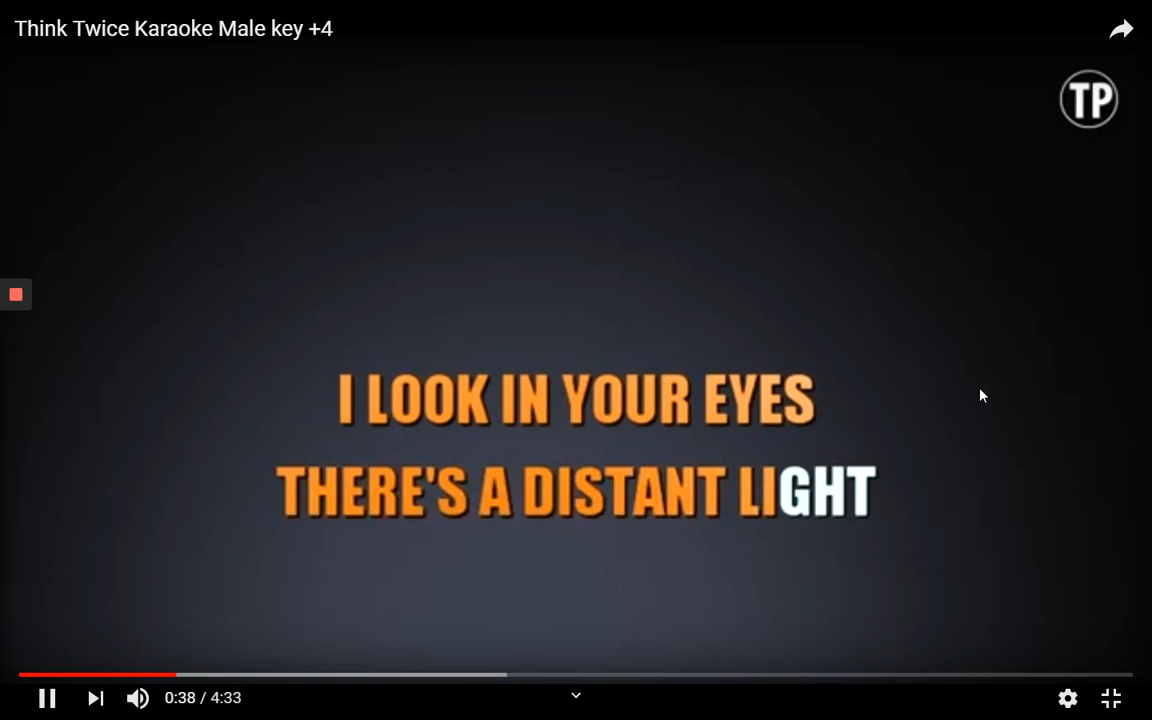 Think Twice Karaoke Male key +4
TP
I LOOK IN YOUR EYES
THERE'S A DISTANT LIGHT
0:38 / 4:33